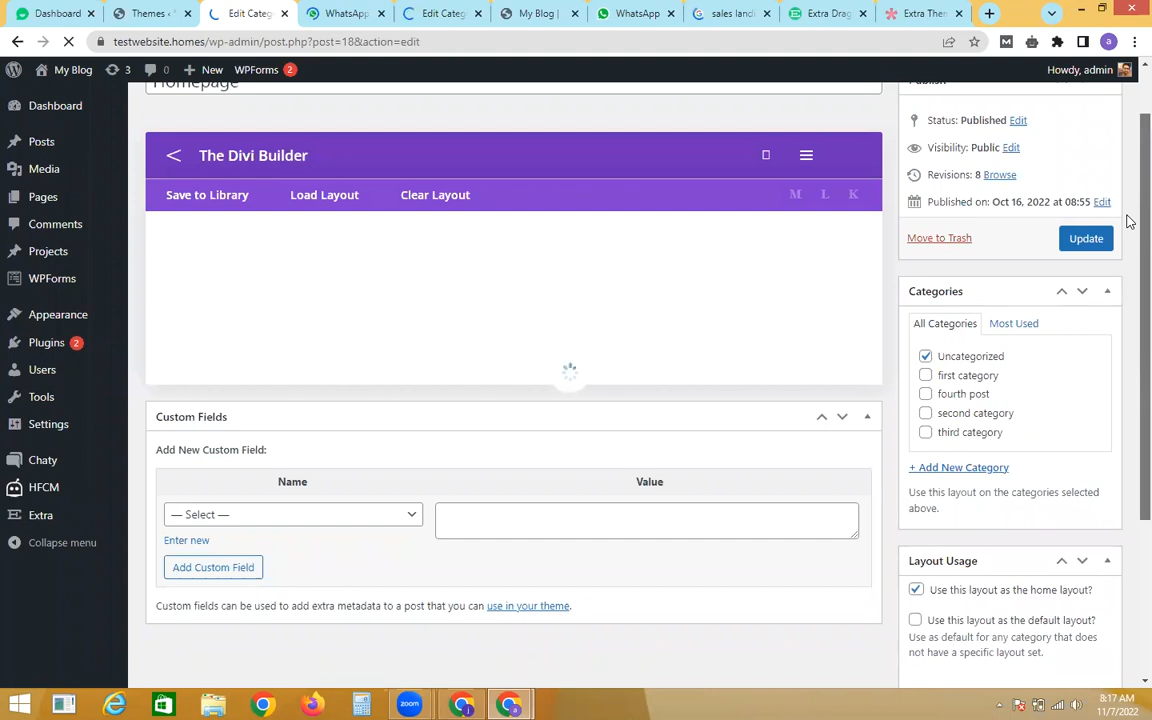 Dashboard
Themes ‹
Edit Categ
WhatsApp
Edit Categ
My Blog |
WhatsApp
sales landi
Extra Drag
Extra Then
testwebsite.homes/wp-admin/post.php?post=18&action=edit
My Blog
3
0
New
WPForms
2
Howdy, admin
Homepage
Dashboard
Posts
Media
Pages
Comments
Projects
WPForms
Appearance
Plugins
2
Users
Tools
Settings
Chaty
HFCM
Extra
Collapse menu
The Divi Builder
Save to Library
Load Layout
Clear Layout
M
L
K
Custom Fields
Add New Custom Field:
Name
Value
— Select —
Enter new
Add Custom Field
Custom fields can be used to add extra metadata to a post that you can use in your theme.
Status: Published Edit
Visibility: Public Edit
Revisions: 8 Browse
Published on: Oct 16, 2022 at 08:55 Edit
Move to Trash
Update
Categories
All Categories
Most Used
Uncategorized
first category
fourth post
second category
third category
+ Add New Category
Use this layout on the categories selected
above.
Layout Usage
Use this layout as the home layout?
Use this layout as the default layout?
Use as default for any category that does
not have a specific layout set.
zoom
8:17 AM
11/7/2022